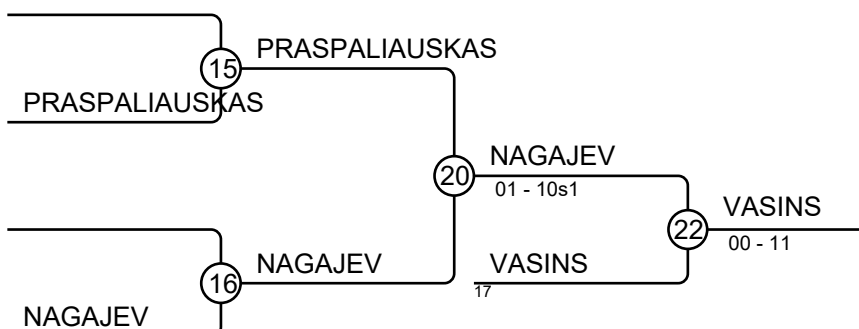 PRASPALIAUSKAS
15
PRASPALIAUSKAS
NAGAJEV
20
01 - 10s1
VASINS
22
00 - 11
NAGAJEV
VASINS
16
17
NAGAJEV